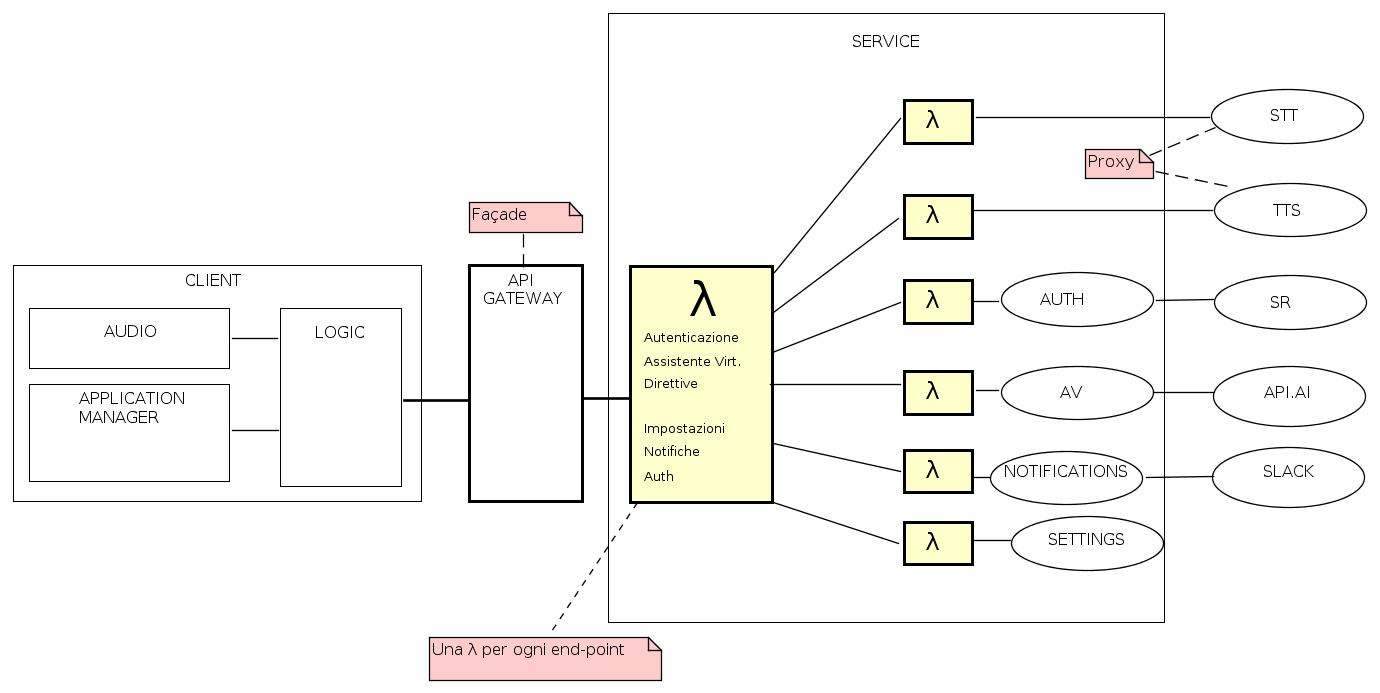 SERVICE
λ
STT
Proxy
λ
TTS
Façade
CLIENT
AUDIO
LOGIC
APPLICATION
MANAGER
API
GATEWAY
λ
Autenticazione
Assistente Virt.
Direttive
Impostazioni
Notifiche
Auth
λ
AUTH
SR
λ
AV
API.AI
λ
NOTIFICATIONS
SLACK
λ
SETTINGS
Una λ per ogni end-point